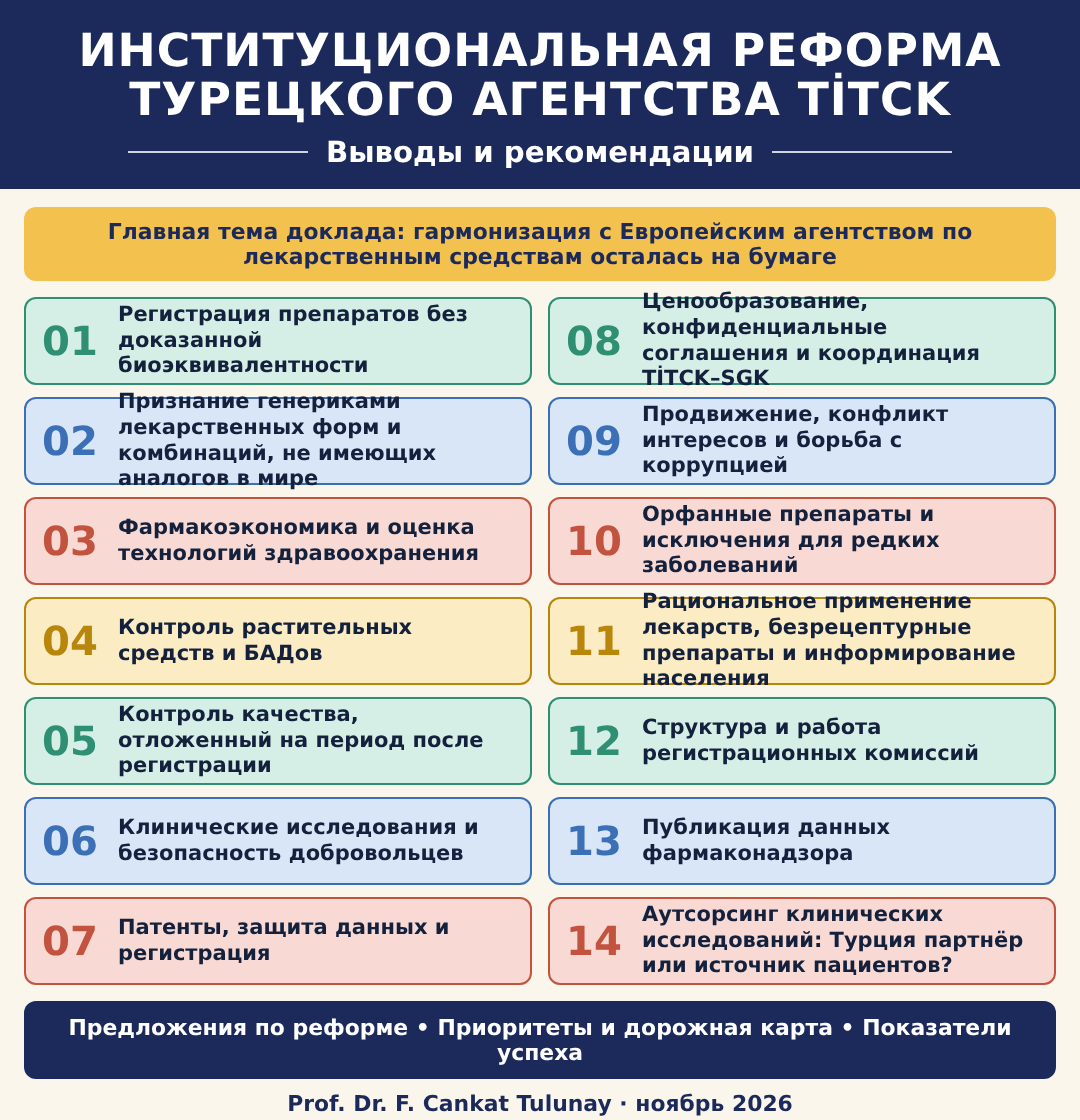 ИНСТИТУЦИОНАЛЬНАЯ РЕФОРМА
ТУРЕЦКОГО АГЕНТСТВА TİTCK
Выводы и рекомендации
Главная тема доклада: гармонизация с Европейским агентством по
лекарственным средствам осталась на бумаге
01
Регистрация препаратов без
доказанной
биоэквивалентности
02
Признание генериками
лекарственных форм и
комбинаций, не имеющих
аналогов в мире
03
Фармакоэкономика и оценка
технологий здравоохранения
04
Контроль растительных
средств и БАДов
05
Контроль качества,
отложенный на период после
регистрации
06
Клинические исследования и
безопасность добровольцев
07
Патенты, защита данных и
регистрация
08
Ценообразование,
конфиденциальные
соглашения и координация
TİTCK–SGK
09
Продвижение, конфликт
интересов и борьба с
коррупцией
10
Орфанные препараты и
исключения для редких
заболеваний
11
Рациональное применение
лекарств, безрецептурные
препараты и информирование
населения
12
Структура и работа
регистрационных комиссий
13
Публикация данных
фармаконадзора
14
Аутсорсинг клинических
исследований: Турция партнёр
или источник пациентов?
Предложения по реформе • Приоритеты и дорожная карта • Показатели
успеха
Prof. Dr. F. Cankat Tulunay · ноябрь 2026